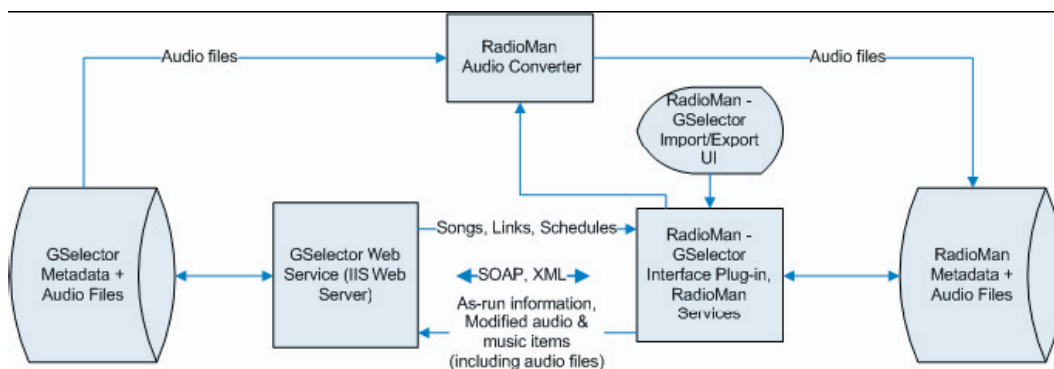 Audio files
RadioMan
Audio Converter
Audio files
RadioMan -
GSelector
Import/Export
UI
GSelector
Metadata +
Audio Files
GSelector Web
Service (IIS Web
Server)
Songs, Links, Schedules
SOAP, XML
As-run information,
Modified audio &
music items
(including audio files)
RadioMan -
GSelector
Interface Plug-in,
RadioMan
Services
RadioMan
Metadata +
Audio Files